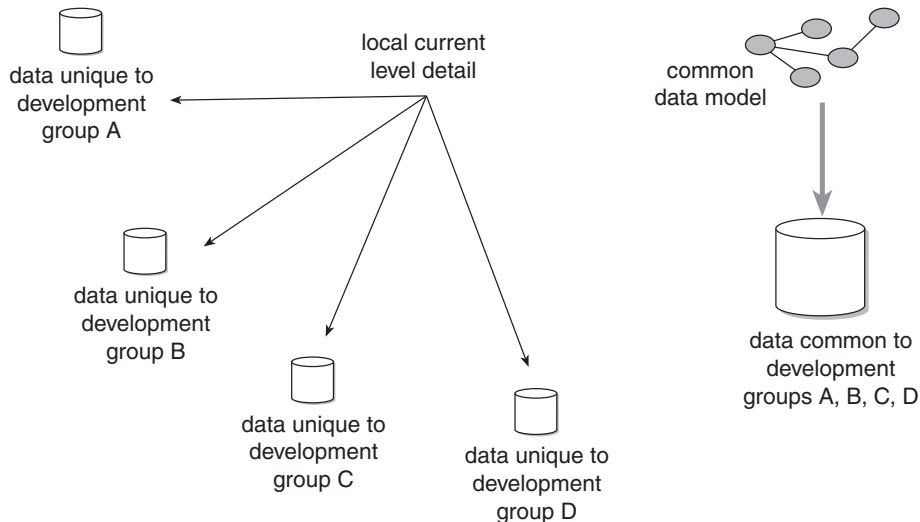 data unique to
development
group A
local current
level detail
common
data model
data unique to
development
group B
data unique to
development
group C
data unique to
development
group D
data common to
development
groups A, B, C, D